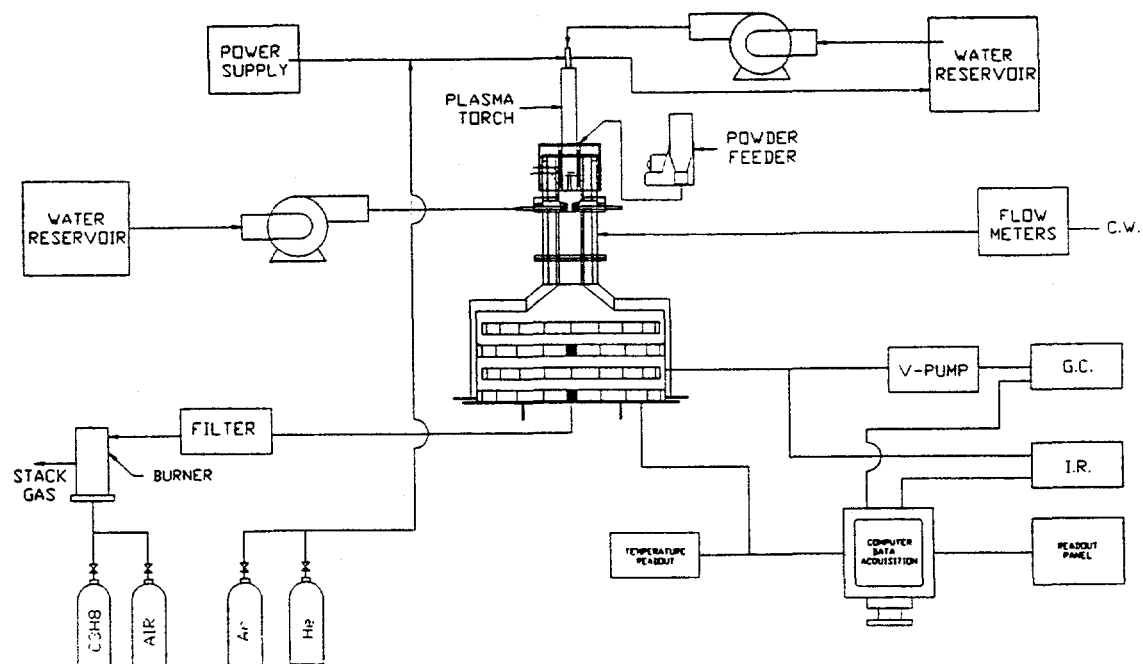 POWER
SUPPLY
WATER
RESERVOIR
PLASMA
TORCH
POWDER
FEEDER
WATER
RESERVOIR
FLOW
METERS
C.W.
V-PUMP
G.C.
FILTER
I.R.
STACK
GAS
BURNER
TEMPERATURE
READOUT
COMPUTER
DATA
ACQUISITION
READOUT
PANEL
C3H8
AIR
Ar
He